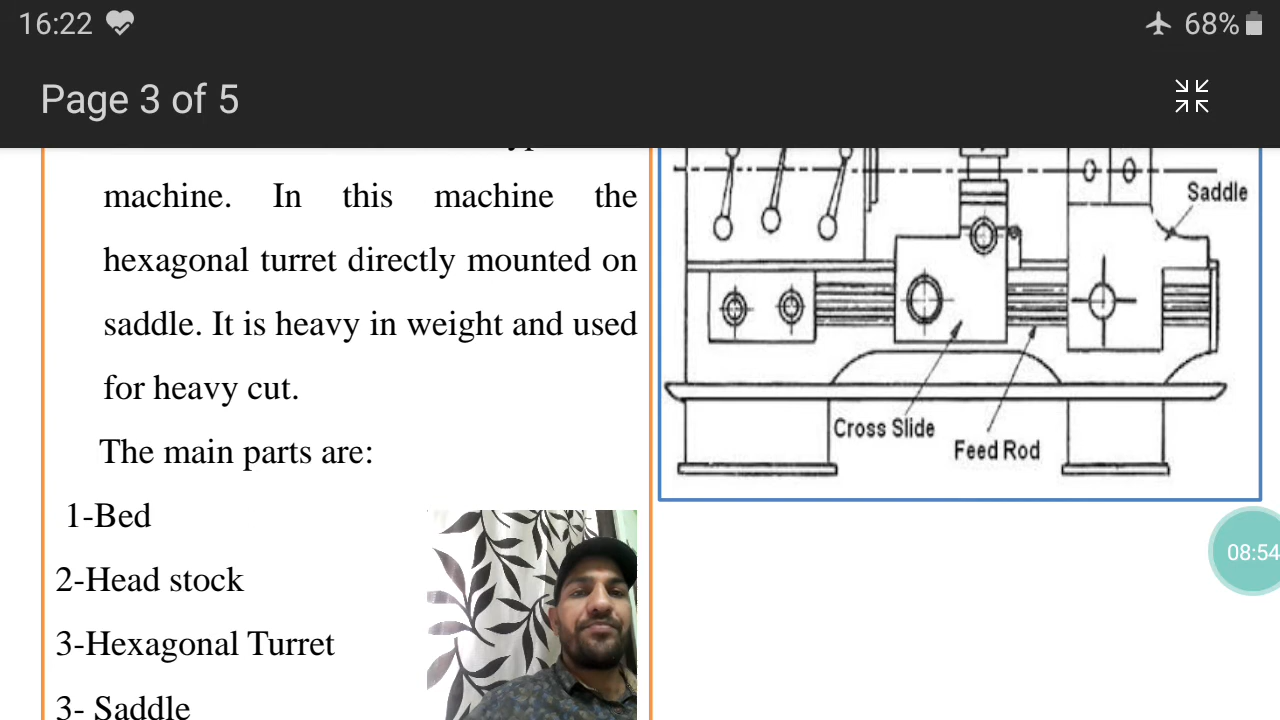 16:22
68%
Page 3 of 5
machine. In this machine the
hexagonal turret directly mounted on
saddle. It is heavy in weight and used
for heavy cut.
The main parts are:
1-Bed
2-Head stock
3-Hexagonal Turret
3- Saddle
Saddle
Cross Slide
Feed Rod
08:54